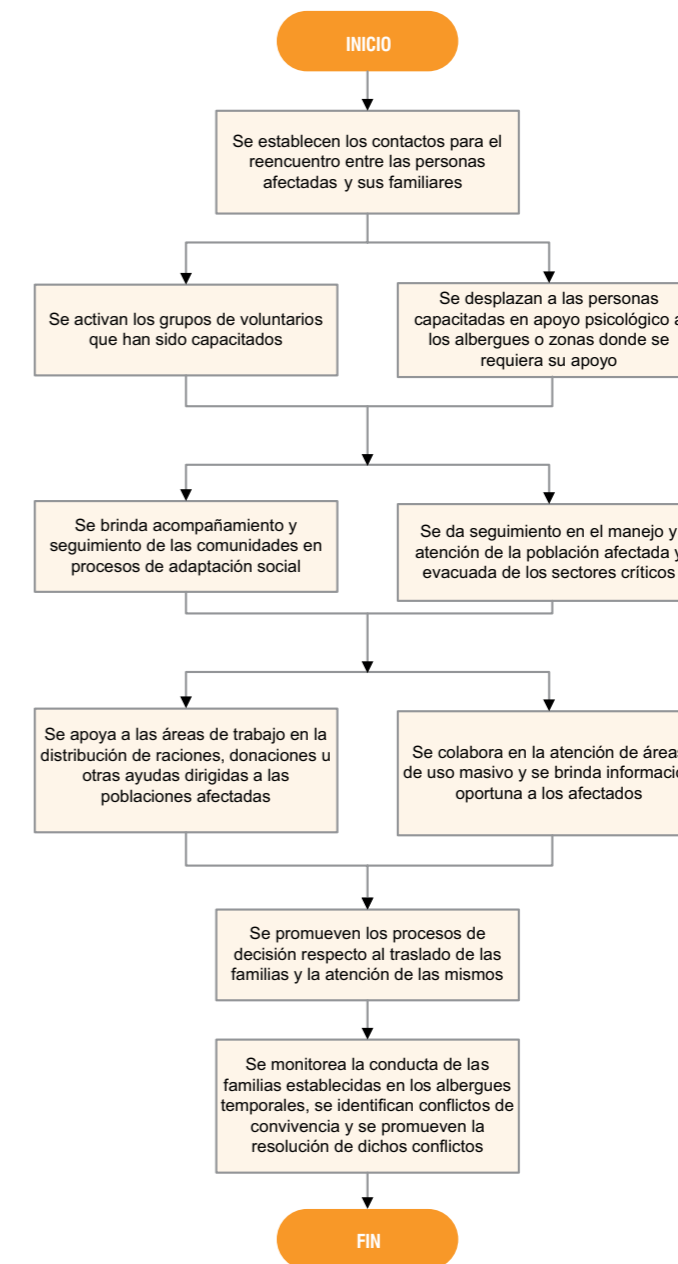 INICIO
Se establecen los contactos para el
reencuentro entre las personas
afectadas y sus familiares
Se activan los grupos de voluntarios
que han sido capacitados
Se desplazan a las personas
capacitadas en apoyo psicológico a
los albergues o zonas donde se
requiera su apoyo
Se brinda acompañamiento y
seguimiento de las comunidades en
procesos de adaptación social
Se da seguimiento en el manejo y
atención de la población afectada y
evacuada de los sectores críticos
Se apoya a las áreas de trabajo en la
distribución de raciones, donaciones u
otras ayudas dirigidas a las
poblaciones afectadas
Se colabora en la atención de áreas
de uso masivo y se brinda informació
oportuna a los afectados
Se promueven los procesos de
decisión respecto al traslado de las
familias y la atención de las mismos
Se monitorea la conducta de las
familias establecidas en los albergues
temporales, se identifican conflictos de
convivencia y se promueven la
resolución de dichos conflictos
FIN